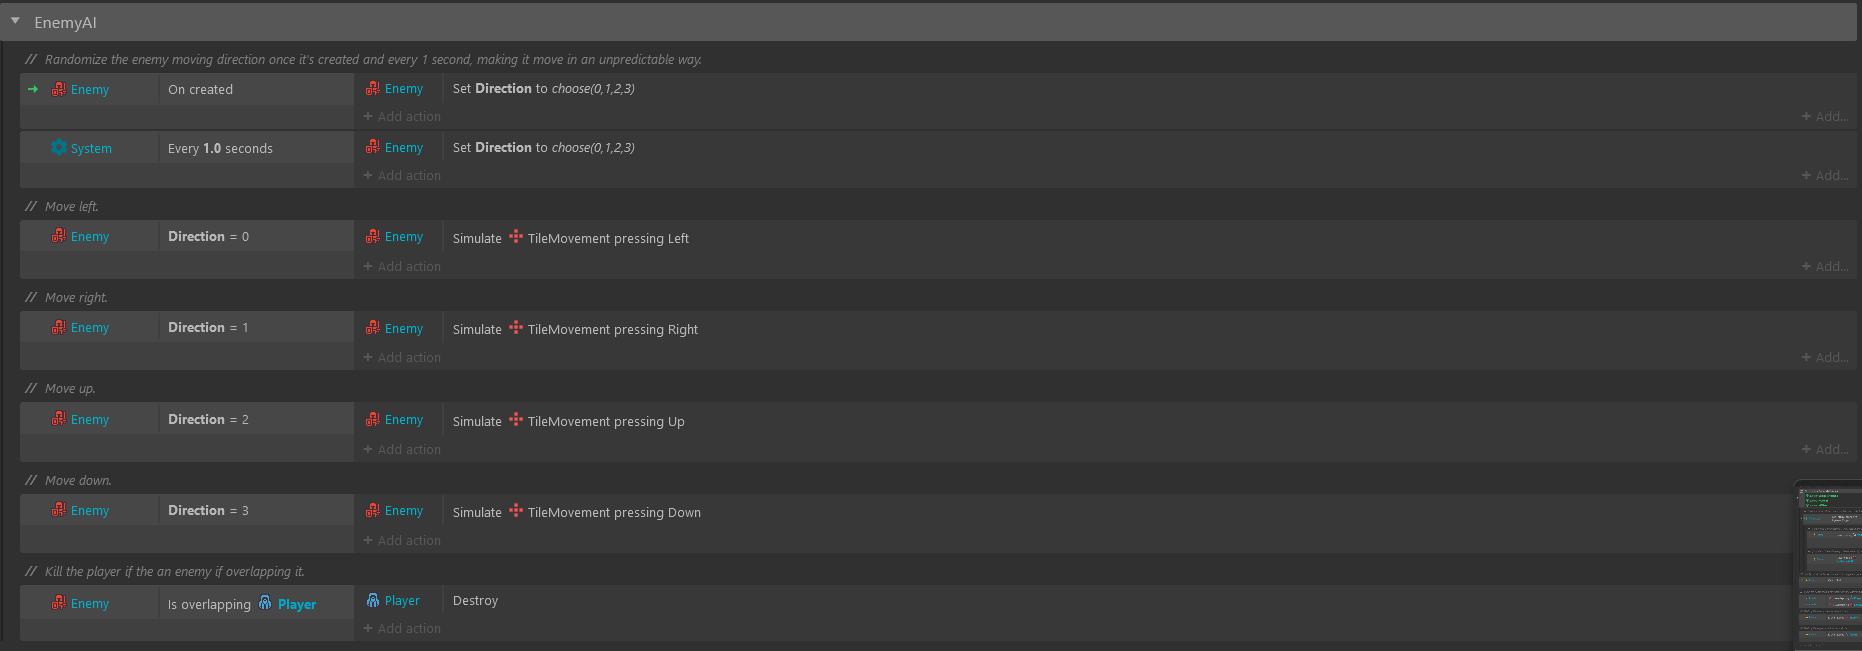 EnemyAI
// Randomize the enemy moving direction once it's created and every 1 second, making it move in an unpredictable way.
Enemy On created Enemy Set Direction to choose(0,1,2,3)
+ Add action + Add...
System Every 1.0 seconds Enemy Set Direction to choose(0,1,2,3)
+ Add action + Add...
// Move left.
Enemy Direction = 0 Enemy Simulate TileMovement pressing Left
+ Add action + Add...
// Move right.
Enemy Direction = 1 Enemy Simulate TileMovement pressing Right
+ Add action + Add...
// Move up.
Enemy Direction = 2 Enemy Simulate TileMovement pressing Up
+ Add action + Add...
// Move down.
Enemy Direction = 3 Enemy Simulate TileMovement pressing Down
+ Add action
// Kill the player if the an enemy if overlapping it.
Enemy Is overlapping Player Player Destroy
+ Add action